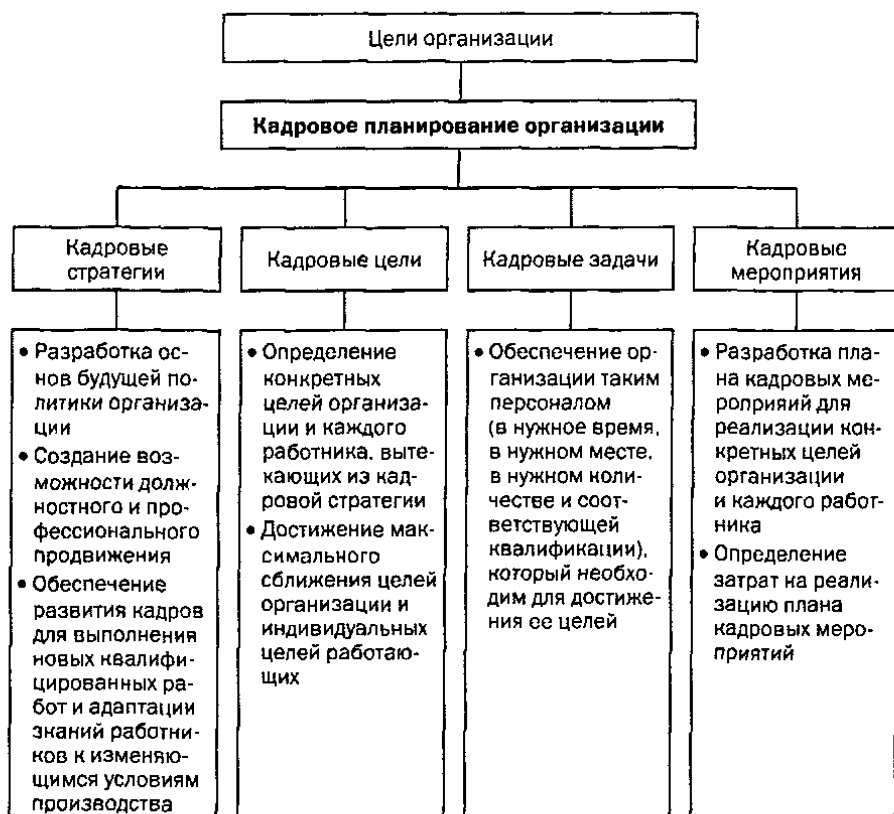 Цели организации
Кадровое планирование организации
Кадровые
стратегии
Кадровые цели
Кадровые задачи
Кадровые
мероприятия
• Разработка ос-
нов будущей по-
литики организа-
ции
• Создание воз-
можности долж-
ностного и про-
фессионального
продвижения
• Обеспечение
развития кадров
для выполнения
новых квалифи-
цированных ра-
бот и адаптации
знаний работни-
ков к изменяю-
щимся условиям
производства
• Определение
конкретных
целей организа-
ции и каждого
работника, выте-
кающих из кад-
ровой стратегии
• Достижение мак-
симального
сближения целей
организации и
индивидуальных
целей работаю-
щих
• Обеспечение ор-
ганизации таким
персоналом
(в нужное время,
в нужном месте,
в нужном коли-
честве и соот-
ветствующей
квалификации),
который необхо-
дим для достиже-
ния ее целей
• Разработка пла-
на кадровых ме-
роприяий для
реализации кон-
кретных целей
организации
и каждого работ-
ника
• Определение
затрат на реали-
зацию плана
кадровых меро-
приятий